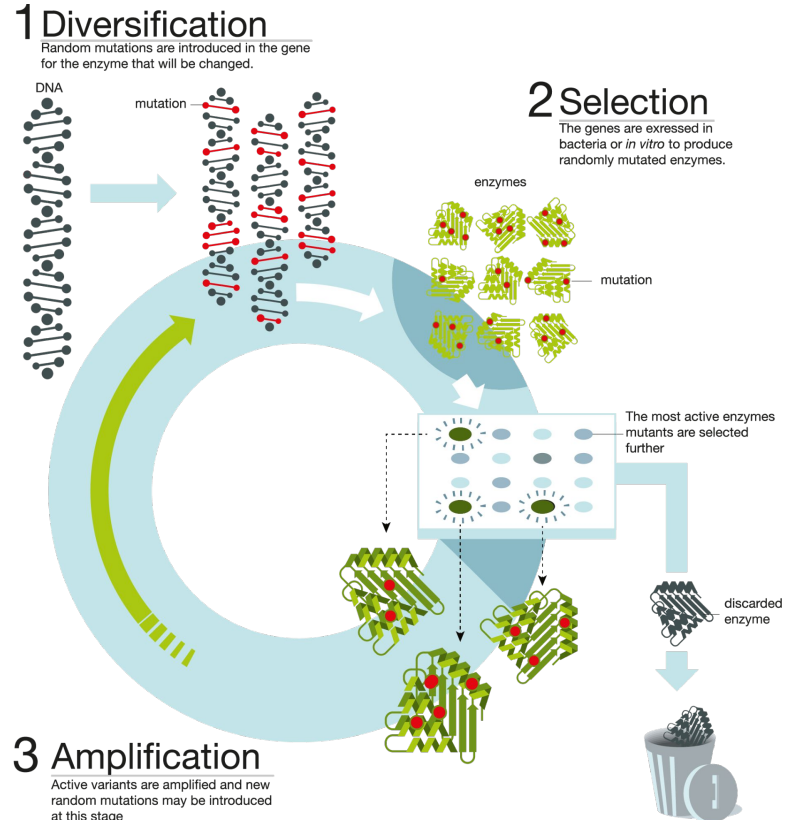 1 Diversification
Random mutations are introduced in the gene
for the enzyme that will be changed.
DNA
mutation
2 Selection
The genes are exressed in
bacteria or in vitro to produce
randomly mutated enzymes.
enzymes
mutation
The most active enzymes
mutants are selected
further
discarded
enzyme
3 Amplification
Active variants are amplified and new
random mutations may be introduced
at this stage